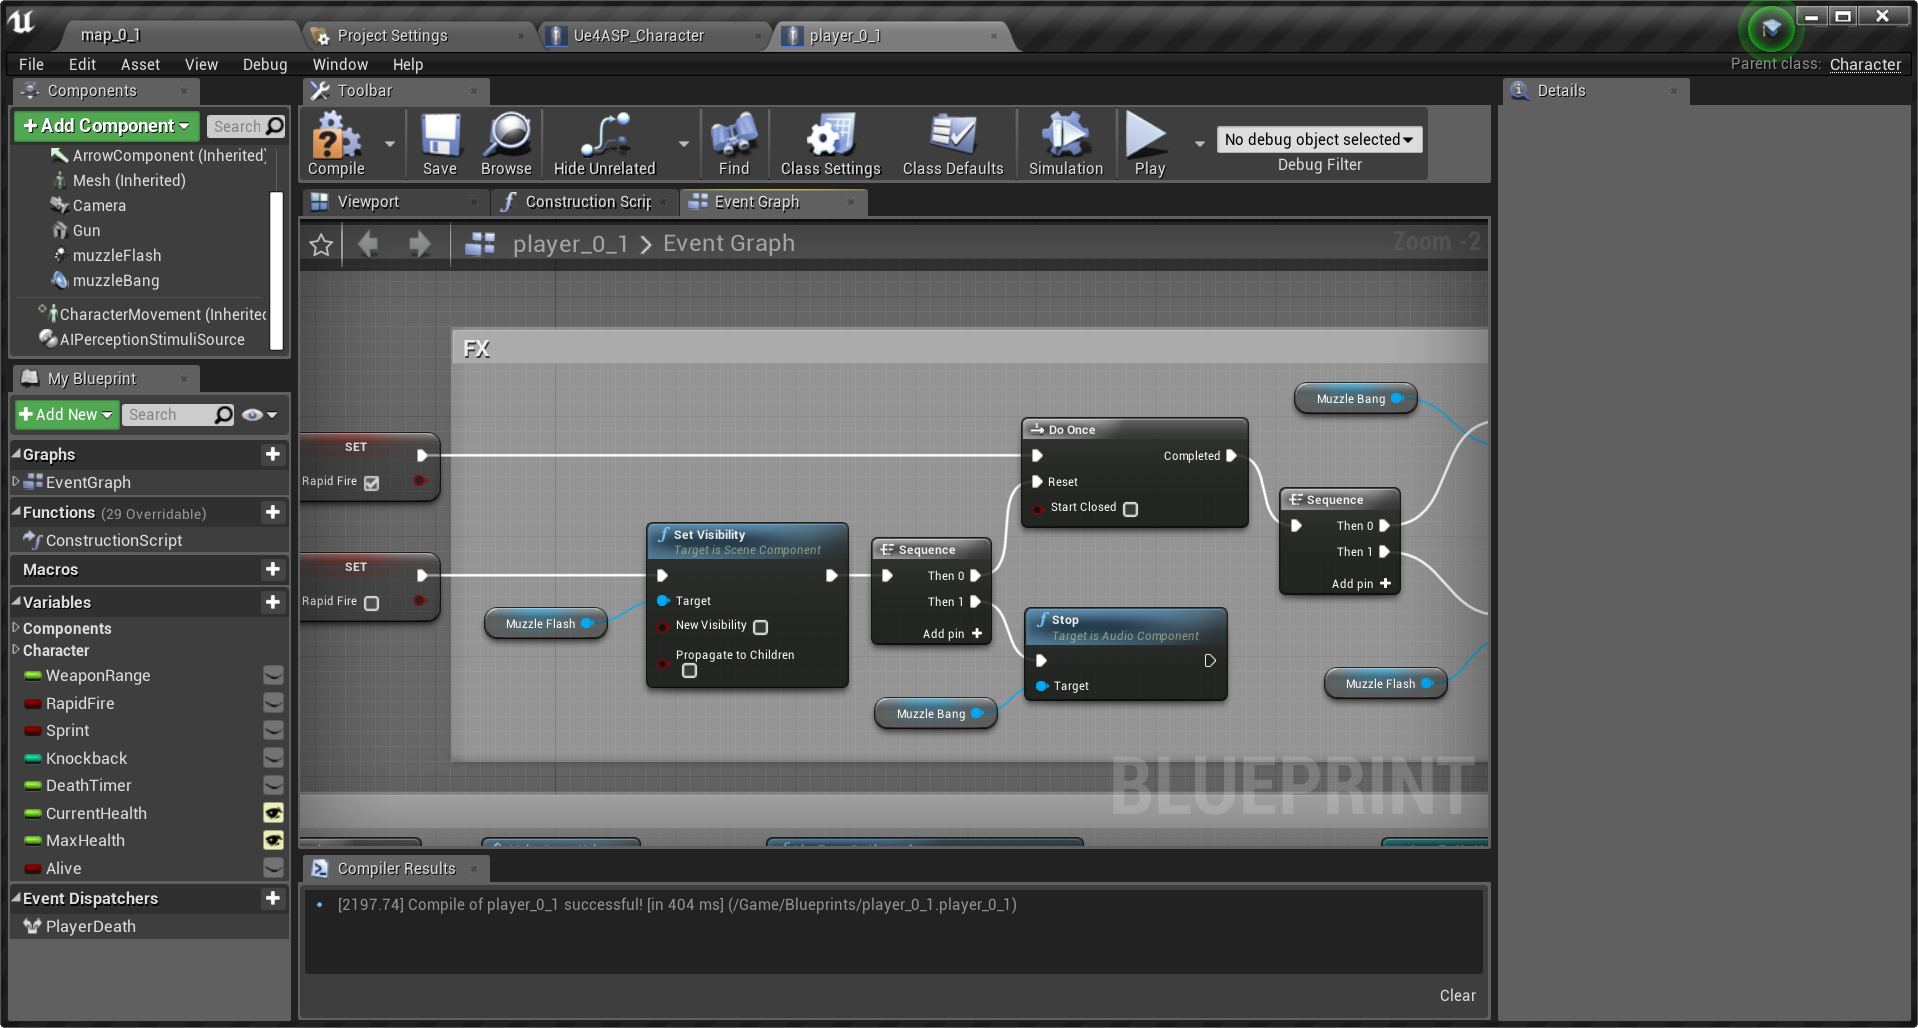 map_0_1
Project Settings
Ue4ASP_Character
player_0_1
File Edit Asset View Debug Window Help
Parent class: Character
Components
Toolbar
Details
Add Component
Search
ArrowComponent (Inherited)
Mesh (Inherited)
Camera
Gun
muzzleFlash
muzzleBang
CharacterMovement (Inherited
AIPerceptionStimuliSource
Compile
Save
Browse
Hide Unrelated
Find
Class Settings
Class Defaults
Simulation
Play
No debug object selected
Debug Filter
Viewport
Construction Scrip
Event Graph
player_0_1 > Event Graph
Zoom -2
My Blueprint
Add New
Search
Graphs
EventGraph
Functions (29 Overridable)
ConstructionScript
Macros
Variables
Components
Character
WeaponRange
RapidFire
Sprint
Knockback
DeathTimer
CurrentHealth
MaxHealth
Alive
Event Dispatchers
PlayerDeath
FX
SET
Rapid Fire
SET
Rapid Fire
Muzzle Flash
Set Visibility
Target is Scene Component
Target
New Visibility
Propagate to Children
Sequence
Then 0
Then 1
Add pin
Muzzle Bang
Do Once
Completed
Reset
Start Closed
Stop
Target is Audio Component
Target
Muzzle Bang
Sequence
Then 0
Then 1
Add pin
Muzzle Flash
BLUEPRINT
Compiler Results
[2197.74] Compile of player_0_1 successful! [in 404 ms] (/Game/Blueprints/player_0_1.player_0_1)
Clear